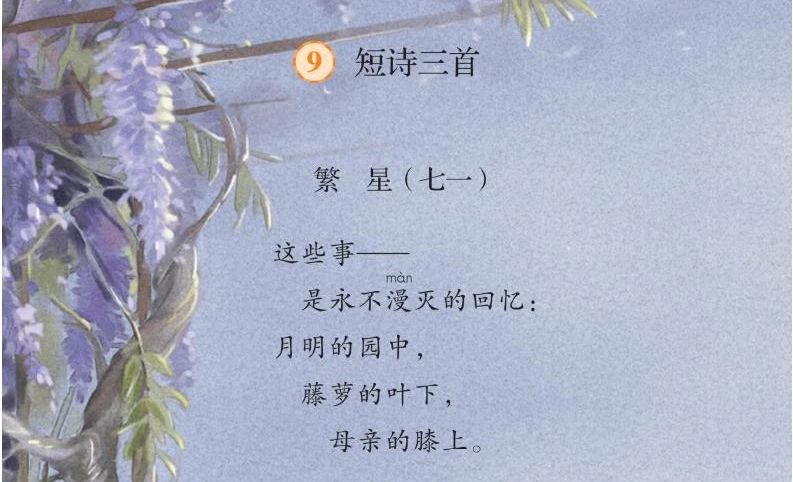 9 短诗三首
繁 星（七一）
这些事——
màn
是永不漫灭的回忆：
月明的园中，
藤萝的叶下，
母亲的膝上。